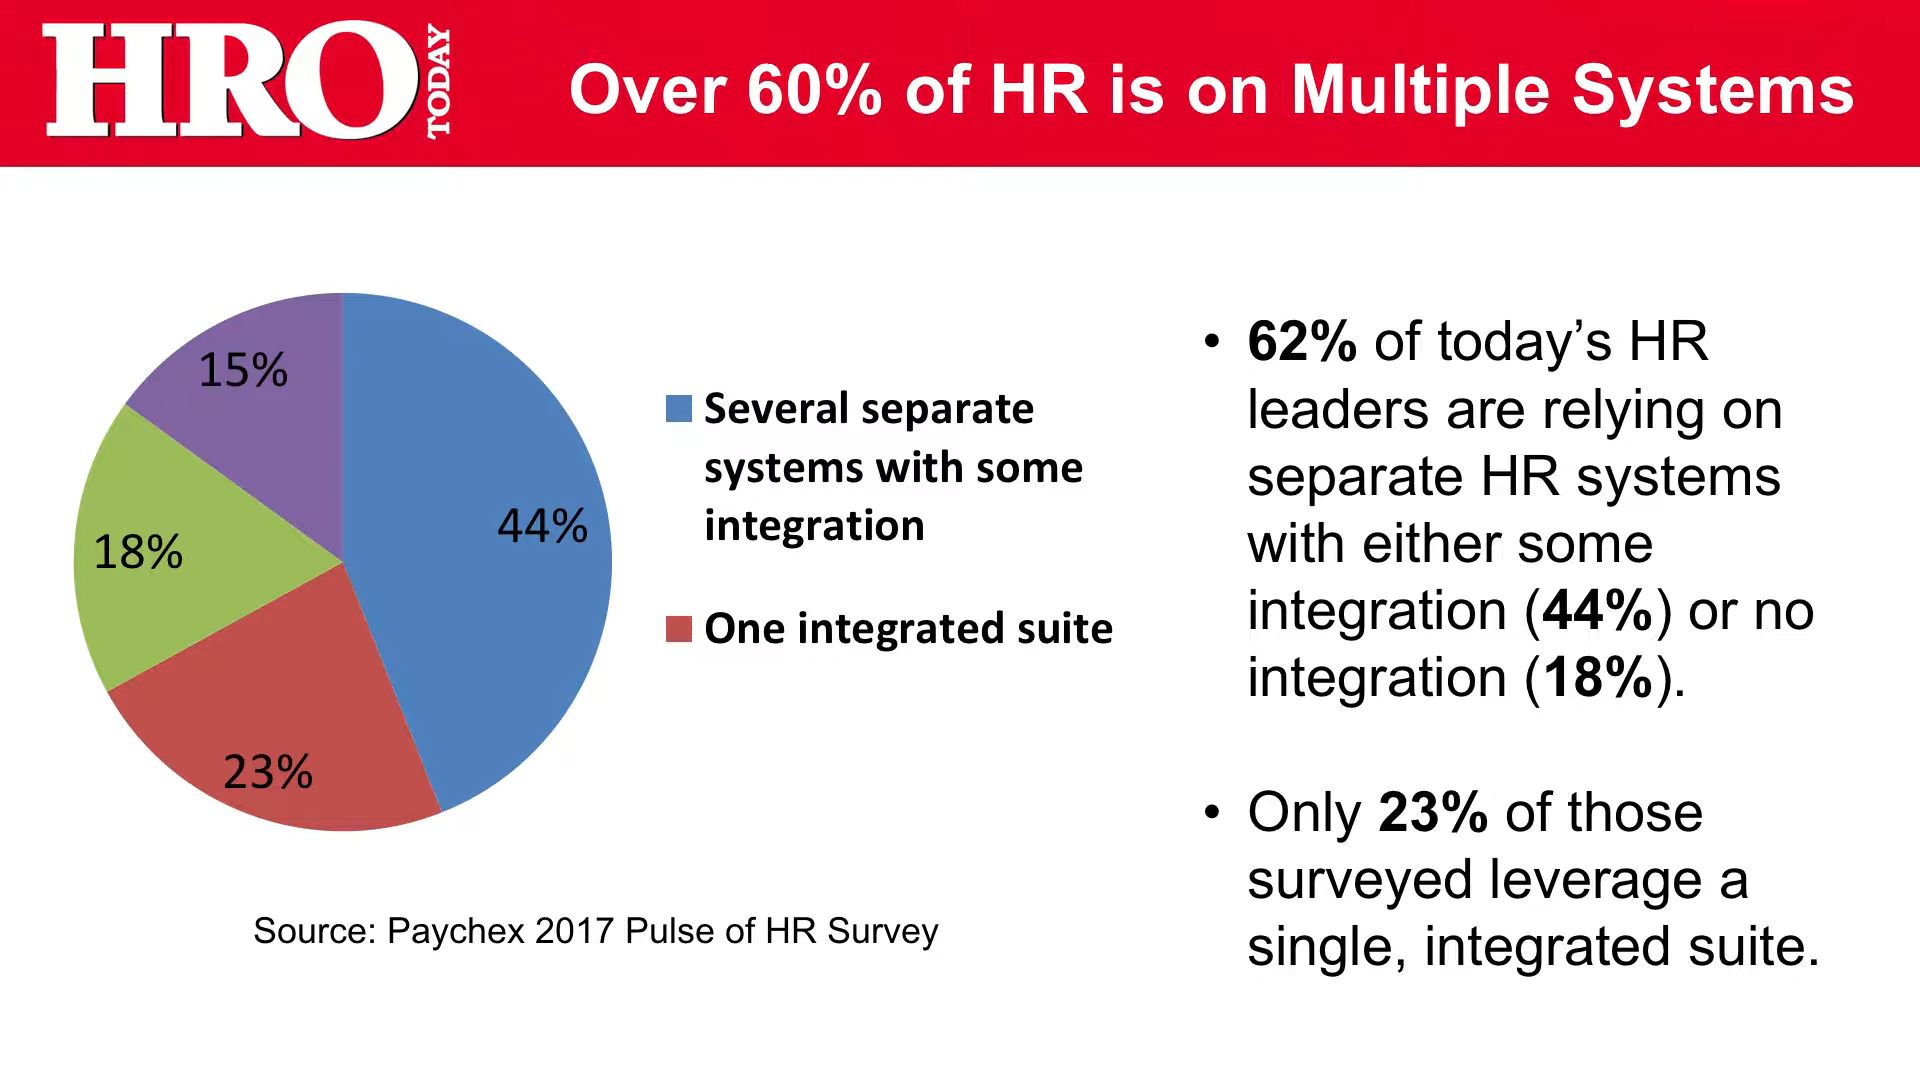 HRO TODAY
Over 60% of HR is on Multiple Systems
15%
18%
44%
23%
Several separate
systems with some
integration
One integrated suite
Source: Paychex 2017 Pulse of HR Survey
• 62% of today’s HR
leaders are relying on
separate HR systems
with either some
integration (44%) or no
integration (18%).
• Only 23% of those
surveyed leverage a
single, integrated suite.